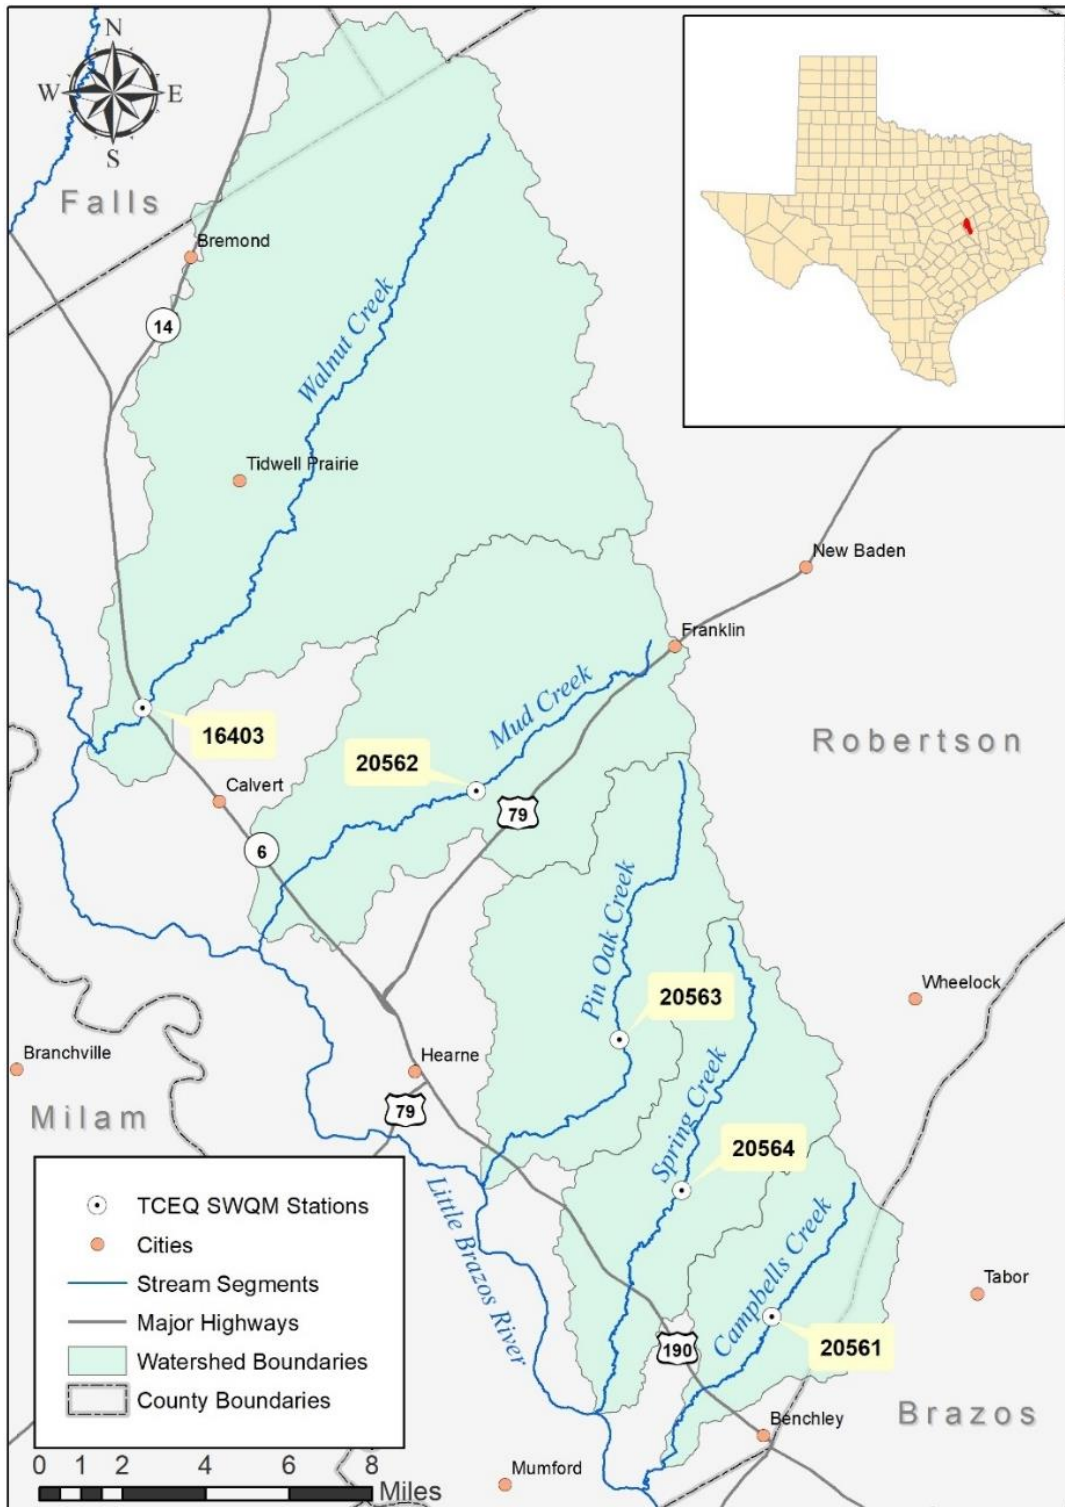 N
W E
S
Falls
Bremond
14
Walnut Creek
Tidwell Prairie
New Baden
Franklin
Mud Creek
16403
20562
Robertson
Calvert
79
6
Pin Oak Creek
20563
Wheelock
Branchville
Hearne
79
Milam
Spring Creek
20564
Little Brazos River
Campbells Creek
Tabor
190
20561
Benchley
Brazos
Mumford
TCEQ SWQM Stations
Cities
Stream Segments
Major Highways
Watershed Boundaries
County Boundaries
0 1 2 4 6 8
Miles